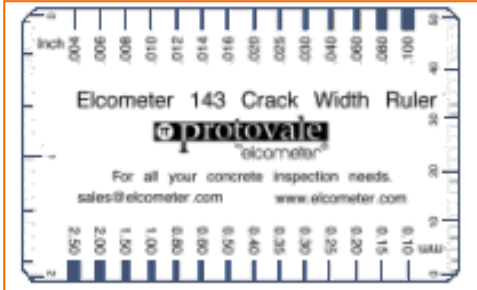 Inch .004 .006 .008 .010 .012 .014 .016 .020 .025 .030 .040 .050 .060 .080 .100
Elcometer 143 Crack Width Ruler
protovale
"elcometer"
For all your concrete inspection needs.
sales@elcometer.com www.elcometer.com
2.50 2.00 1.50 1.00 0.80 0.60 0.50 0.40 0.35 0.30 0.25 0.20 0.15 0.10 mm